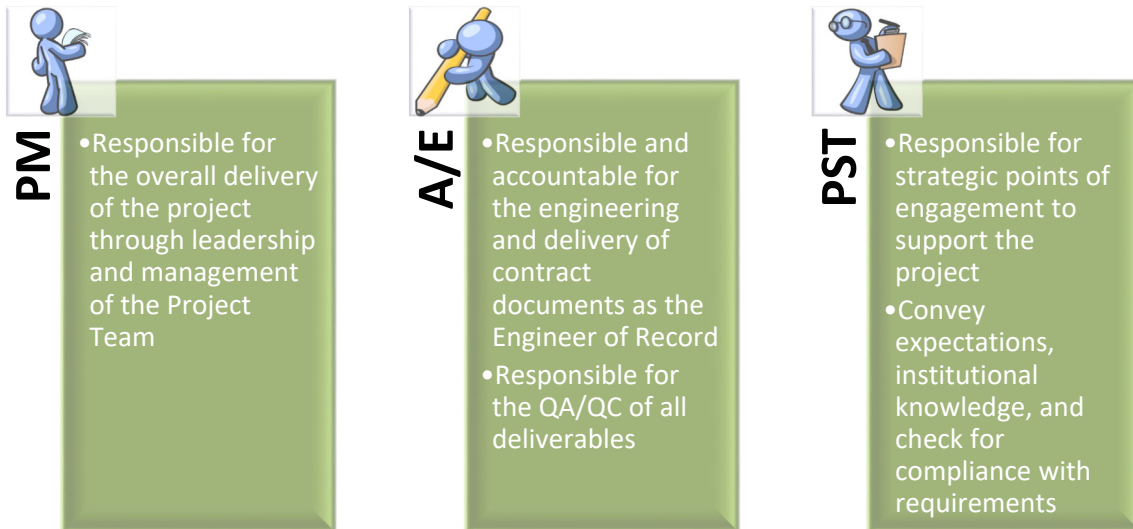 PM
•Responsible for
the overall delivery
of the project
through leadership
and management
of the Project
Team
A/E
•Responsible and
accountable for
the engineering
and delivery of
contract
documents as the
Engineer of Record
•Responsible for
the QA/QC of all
deliverables
PST
•Responsible for
strategic points of
engagement to
support the
project
•Convey
expectations,
institutional
knowledge, and
check for
compliance with
requirements